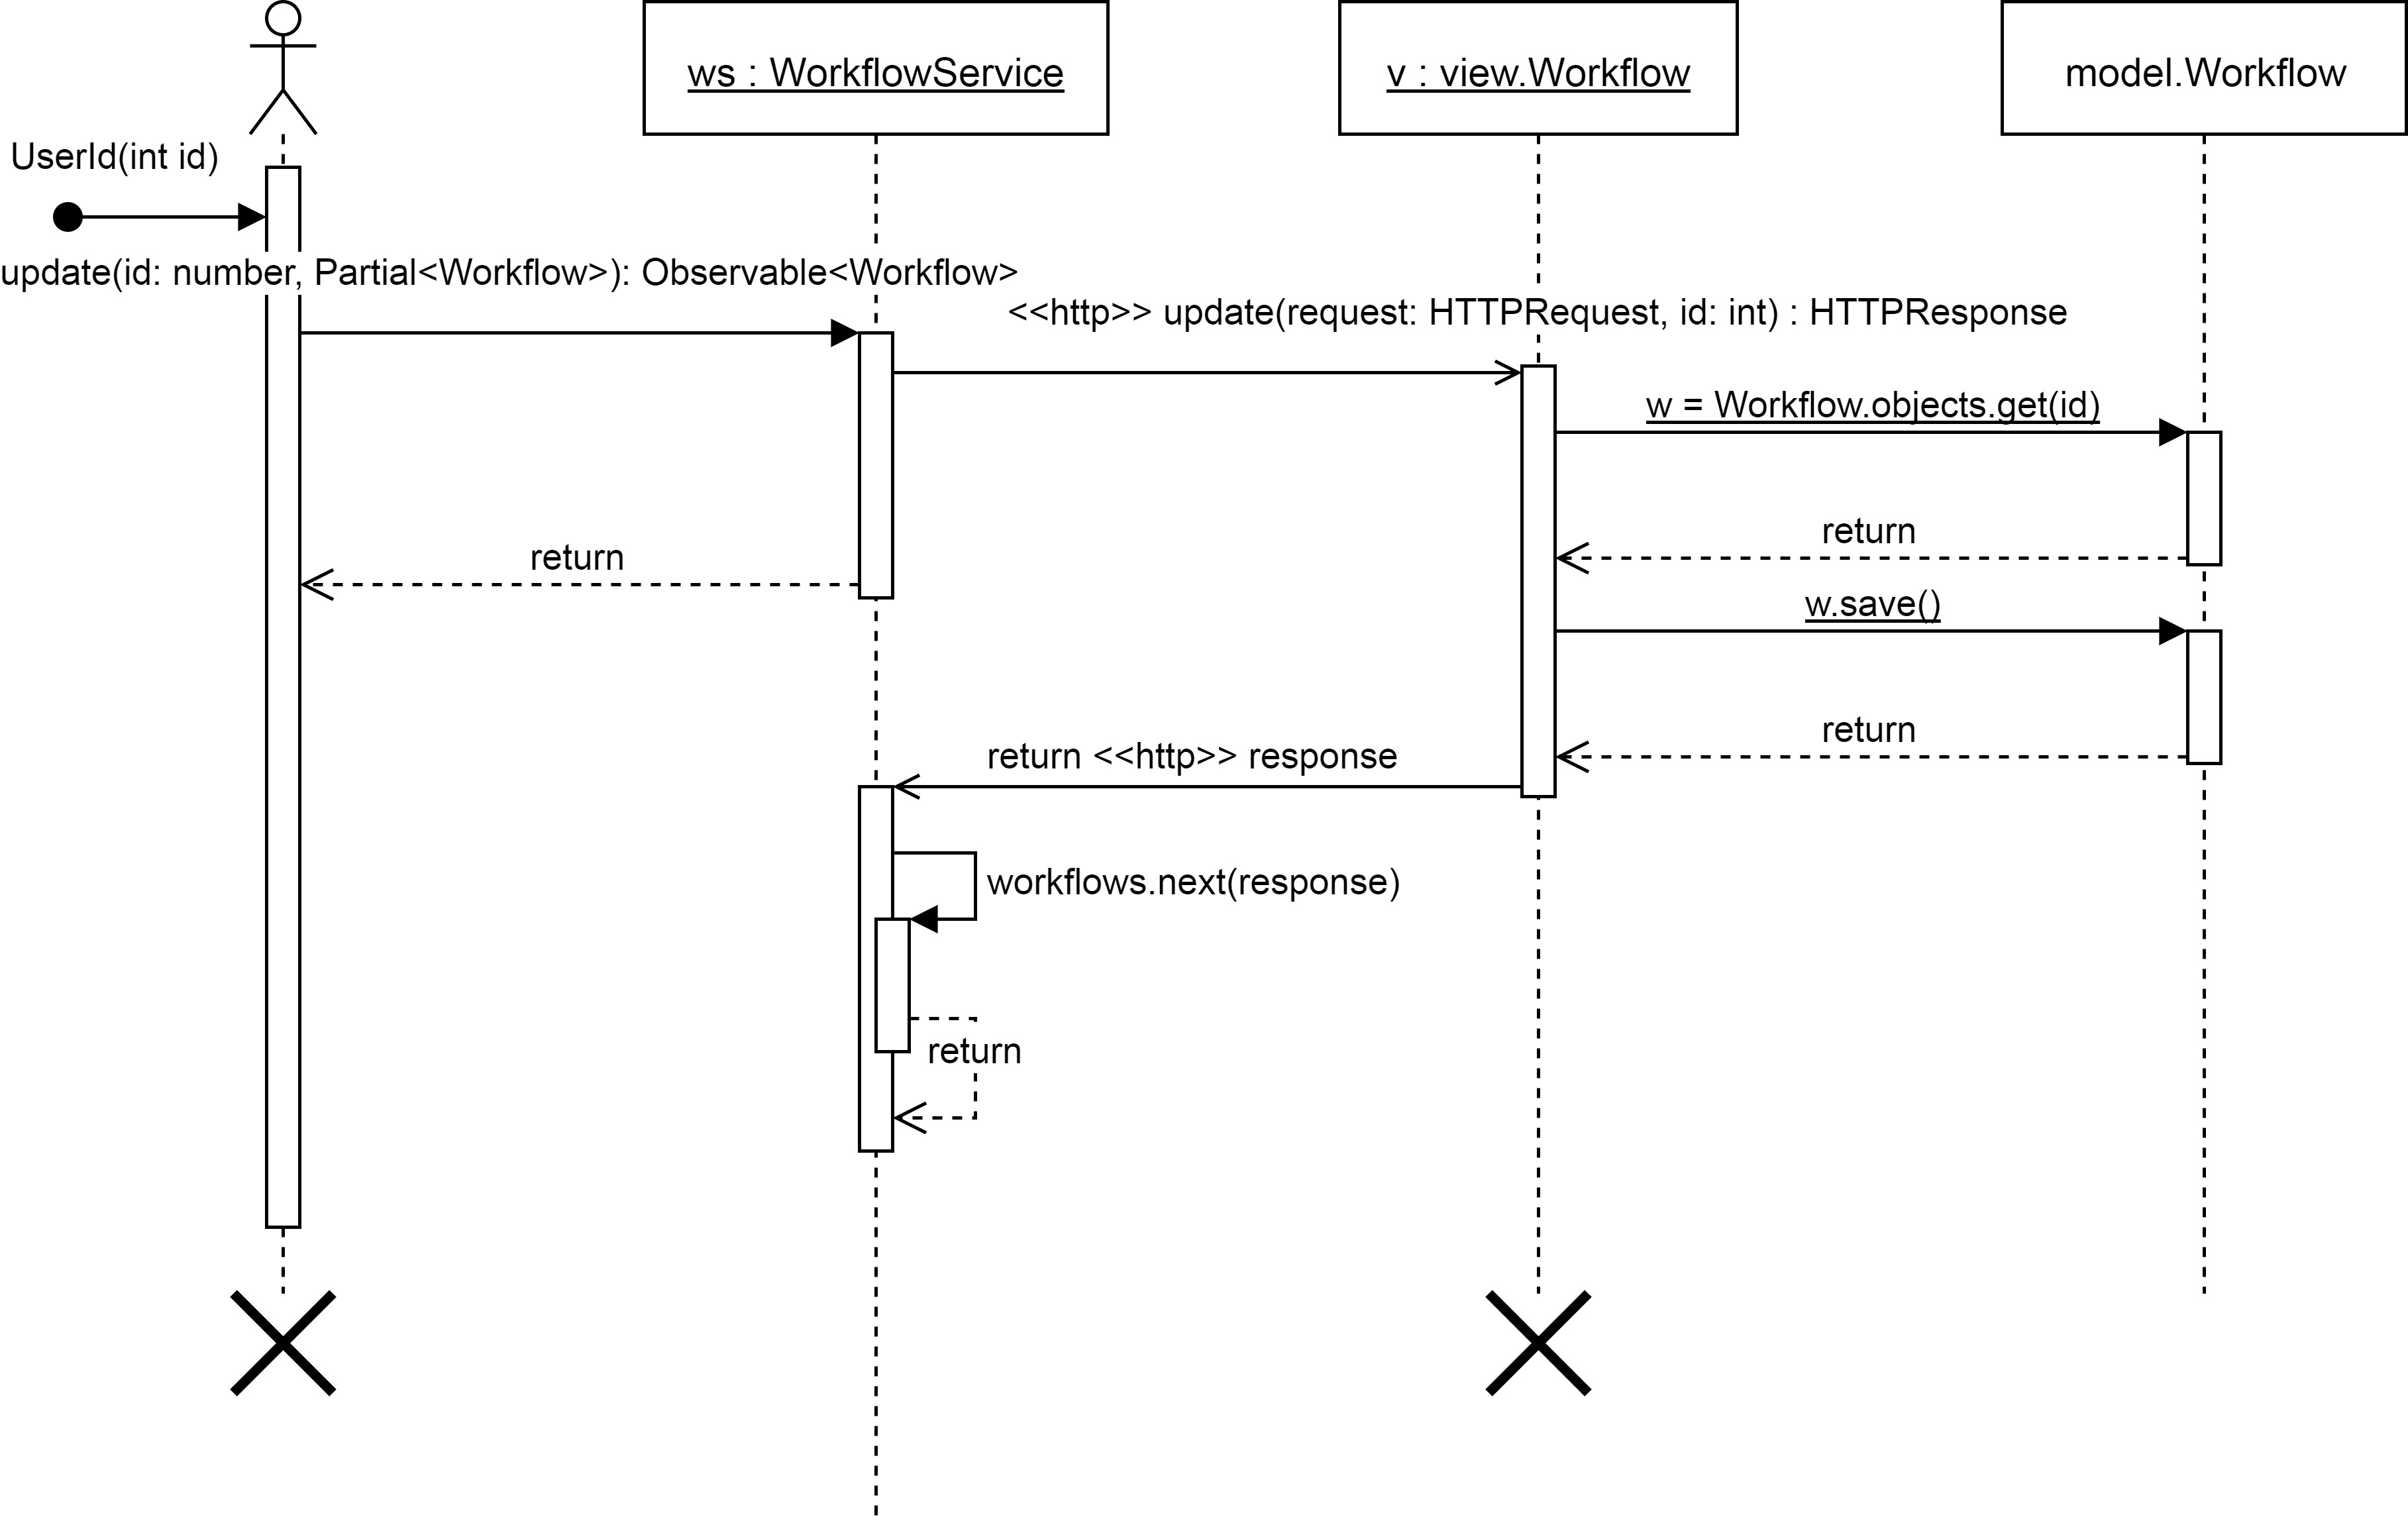 ws : WorkflowService
v : view.Workflow
model.Workflow
UserId(int id)
update(id: number, Partial<Workflow>): Observable<Workflow>
<<http>> update(request: HTTPRequest, id: int) : HTTPResponse
w = Workflow.objects.get(id)
return
return
w.save()
return
return <<http>> response
workflows.next(response)
return